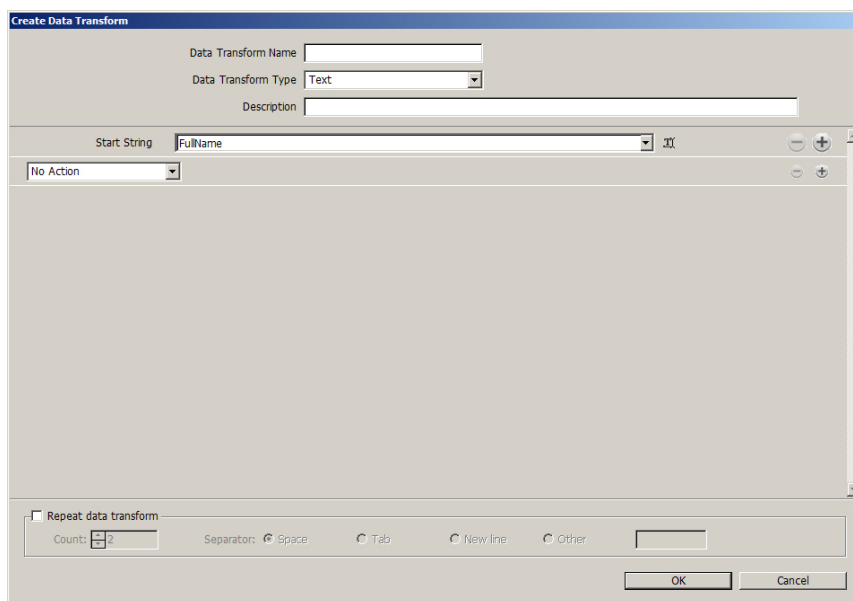 Create Data Transform
Data Transform Name
Data Transform Type Text
Description
Start String FullName
No Action
Repeat data transform
Count: 2 Separator: Space Tab New line Other
OK Cancel